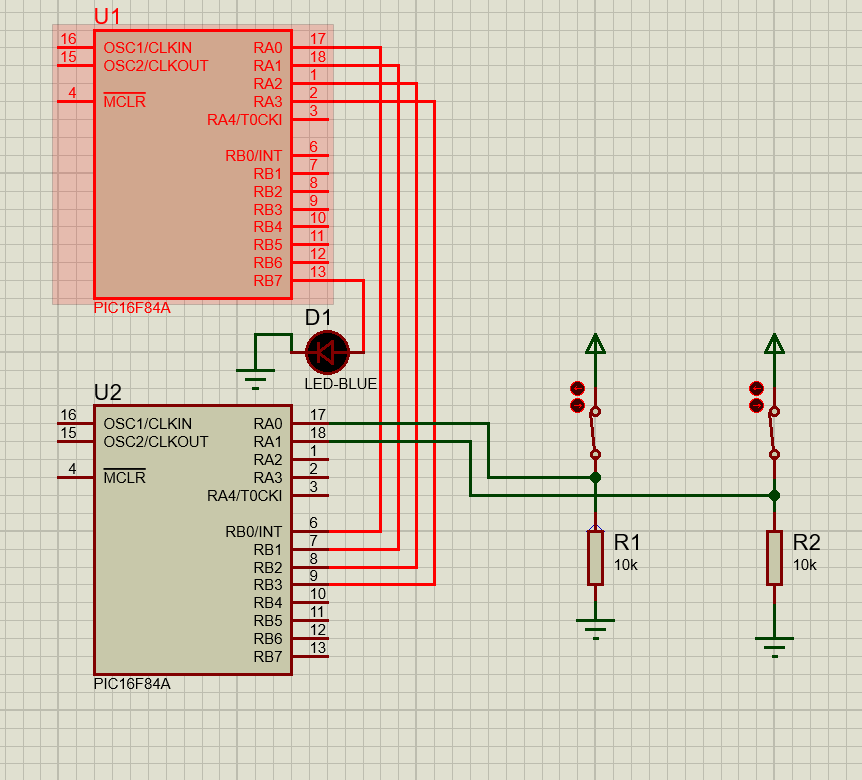 U1
16 OSC1/CLKIN RA0 17
15 OSC2/CLKOUT RA1 18
RA2 1
4 MCLR RA3 2
RA4/T0CKI 3
RB0/INT 6
RB1 7
RB2 8
RB3 9
RB4 10
RB5 11
RB6 12
RB7 13
PIC16F84A
D1
LED-BLUE
U2
16 OSC1/CLKIN RA0 17
15 OSC2/CLKOUT RA1 18
RA2 1
4 MCLR RA3 2
RA4/T0CKI 3
RB0/INT 6
RB1 7
RB2 8
RB3 9
RB4 10
RB5 11
RB6 12
RB7 13
PIC16F84A
R1
10k
R2
10k